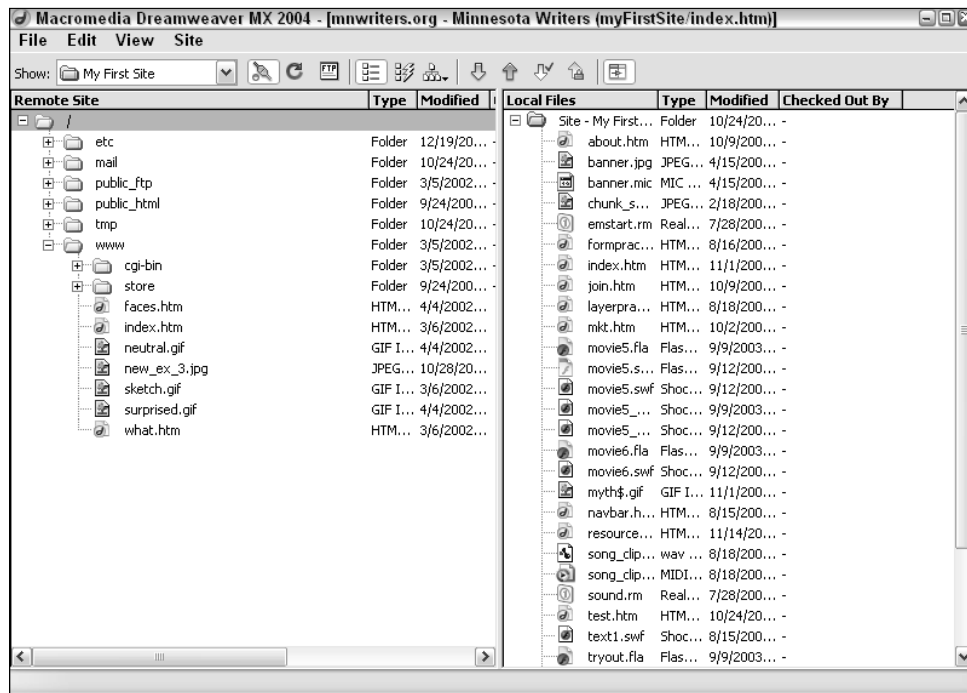 Macromedia Dreamweaver MX 2004 - [mnwriters.org - Minnesota Writers (myFirstSite/index.htm)]
File Edit View Site
Show: My First Site FTP
Remote Site Type Modified
/
etc Folder 12/19/20... -
mail Folder 10/24/20... -
public_ftp Folder 3/5/2002... -
public_html Folder 9/24/200... -
tmp Folder 10/24/20... -
www Folder 3/5/2002... -
cgi-bin Folder 3/5/2002... -
store Folder 9/24/200... -
faces.htm HTM... 4/4/2002...
index.htm HTM... 3/6/2002...
neutral.gif GIF I... 4/4/2002...
new_ex_3.jpg JPEG... 10/28/20...
sketch.gif GIF I... 3/6/2002...
surprised.gif GIF I... 4/4/2002...
what.htm HTM... 3/6/2002...
Local Files Type Modified Checked Out By
Site - My First... Folder 10/24/20... -
about.htm HTM... 10/9/200... -
banner.jpg JPEG... 4/15/200... -
banner.mic MIC ... 4/15/200... -
chunk_s... JPEG... 2/18/200... -
emstart.rm Real... 7/28/200... -
formprac... HTM... 8/16/200... -
index.htm HTM... 11/1/200... -
join.htm HTM... 10/9/200... -
layerpra... HTM... 8/18/200... -
mkt.htm HTM... 10/2/200... -
movie5.fla Flas... 9/9/2003... -
movie5.s... Flas... 9/12/200... -
movie5.swf Shoc... 9/12/200... -
movie5_... Shoc... 9/9/2003... -
movie5_... Shoc... 9/12/200... -
movie6.fla Flas... 9/9/2003... -
movie6.swf Shoc... 9/12/200... -
myth$.gif GIF I... 11/1/200... -
navbar.h... HTM... 8/15/200... -
resource... HTM... 11/14/20... -
song_clip... wav ... 8/18/200... -
song_clip... MIDI... 8/18/200... -
sound.rm Real... 7/28/200... -
test.htm HTM... 10/24/20... -
text1.swf Shoc... 8/15/200... -
tryout.fla Flas... 9/9/2003... -